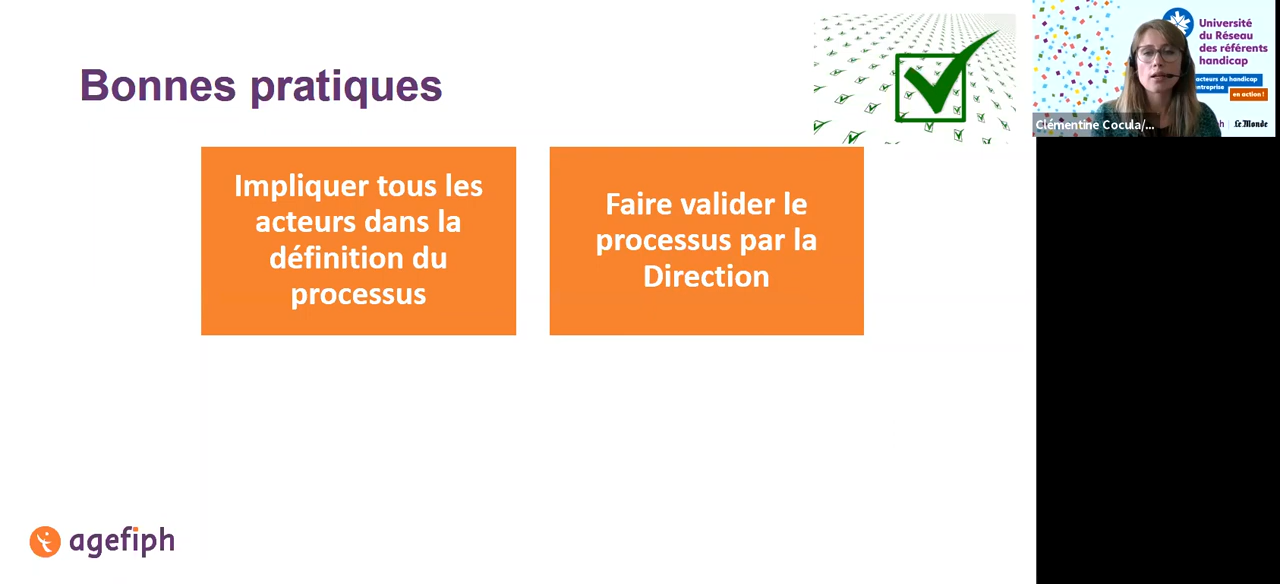 Bonnes pratiques
Impliquer tous les
acteurs dans la
définition du
processus
Faire valider le
processus par la
Direction
agefiph
Université
du Réseau
des référents
handicap
acteurs du handicap
entreprise
en action !
Clémentine Cocula/...
Le Monde